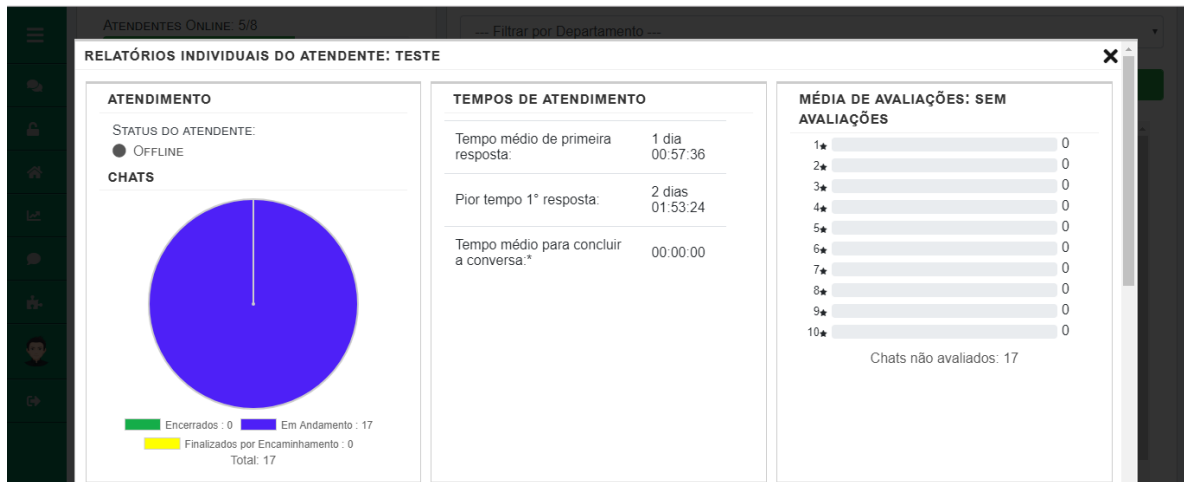 ATENDENTES ONLINE: 5/8
--- Filtrar por Departamento ---
RELATÓRIOS INDIVIDUAIS DO ATENDENTE: TESTE
ATENDIMENTO
STATUS DO ATENDENTE:
OFFLINE
CHATS
Encerrados : 0 Em Andamento : 17
Finalizados por Encaminhamento : 0
Total: 17
TEMPOS DE ATENDIMENTO
Tempo médio de primeira
resposta:
1 dia
00:57:36
Pior tempo 1° resposta:
2 dias
01:53:24
Tempo médio para concluir
a conversa:*
00:00:00
MÉDIA DE AVALIAÇÕES: SEM
AVALIAÇÕES
1★ 0
2★ 0
3★ 0
4★ 0
5★ 0
6★ 0
7★ 0
8★ 0
9★ 0
10★ 0
Chats não avaliados: 17